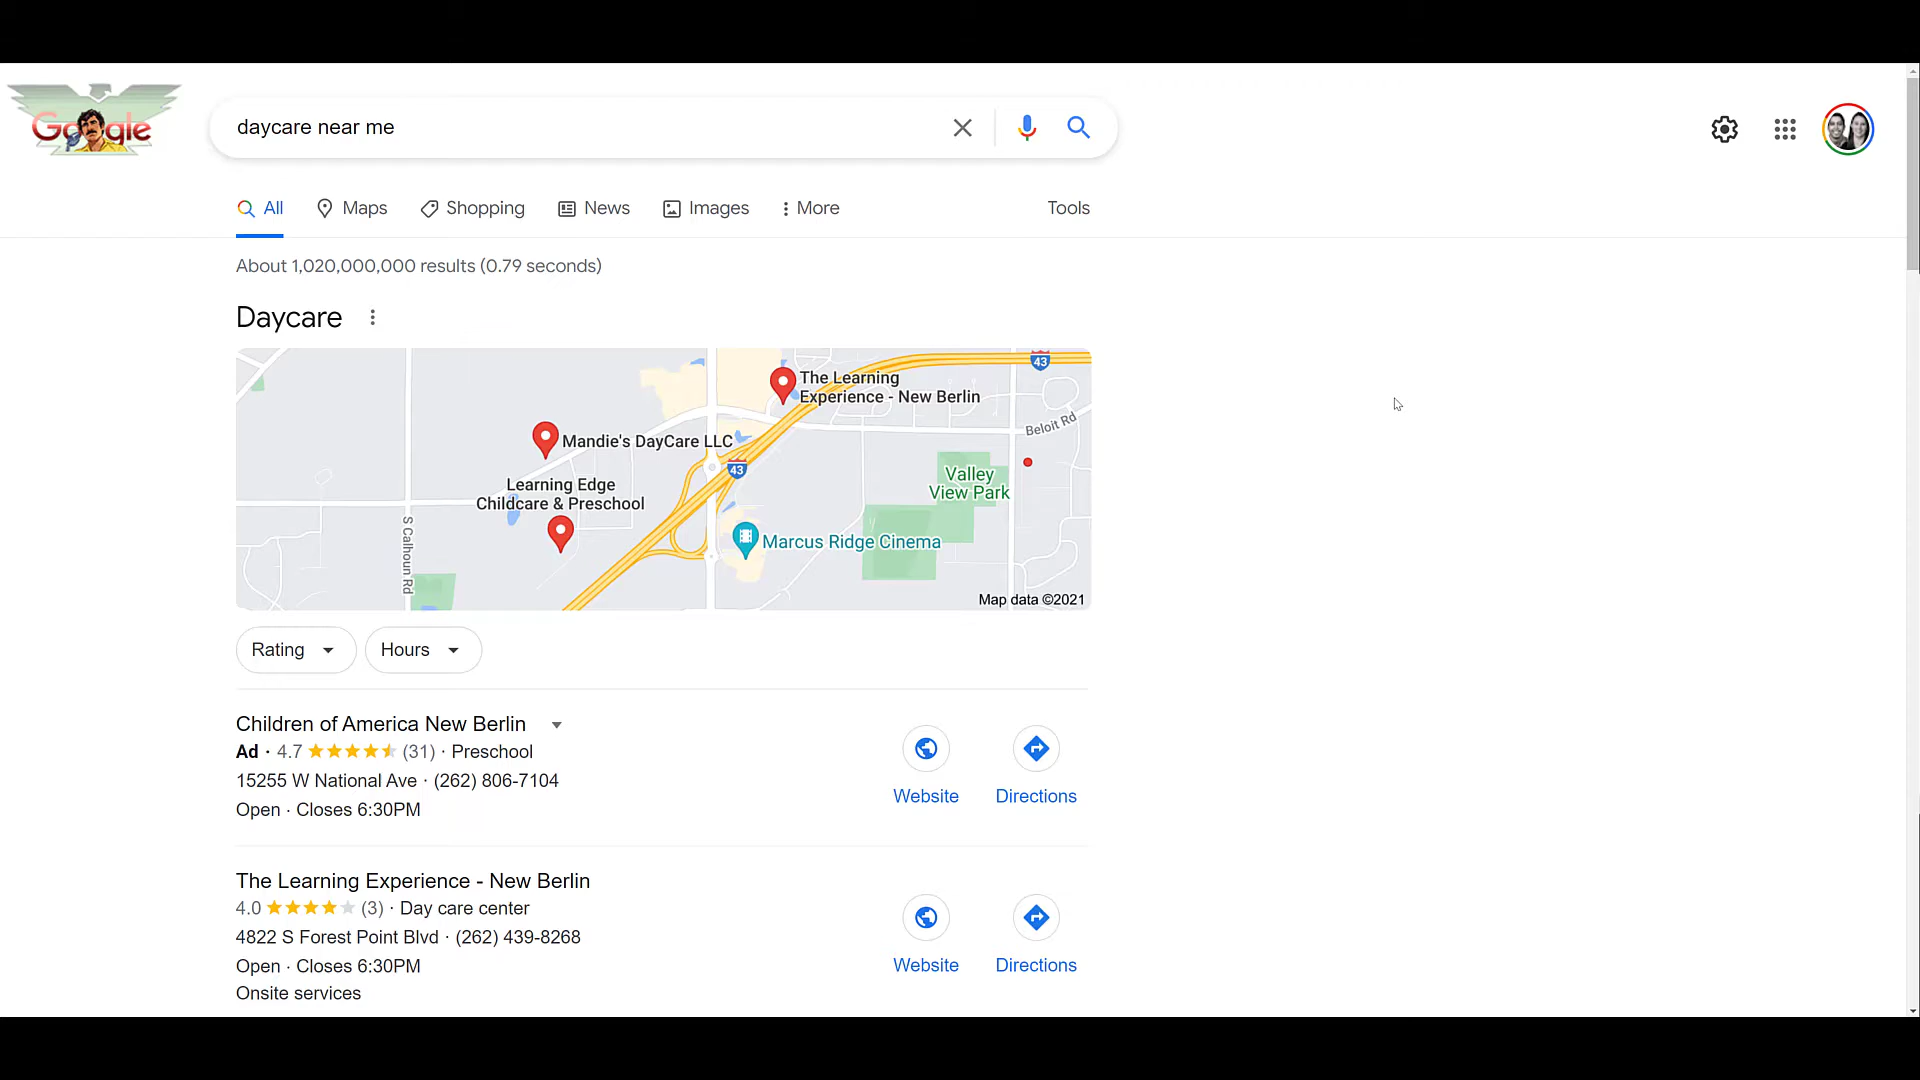 Google
daycare near me
All
Maps
Shopping
News
Images
More
Tools
About 1,020,000,000 results (0.79 seconds)
Daycare
43
The Learning
Experience - New Berlin
Beloit Rd
Mandie's DayCare LLC
43
Learning Edge
Childcare & Preschool
Valley
View Park
S Calhoun Rd
Marcus Ridge Cinema
Map data ©2021
Rating
Hours
Children of America New Berlin
Ad · 4.7 (31) · Preschool
15255 W National Ave · (262) 806-7104
Open · Closes 6:30PM
Website
Directions
The Learning Experience - New Berlin
4.0 (3) · Day care center
4822 S Forest Point Blvd · (262) 439-8268
Open · Closes 6:30PM
Onsite services
Website
Directions